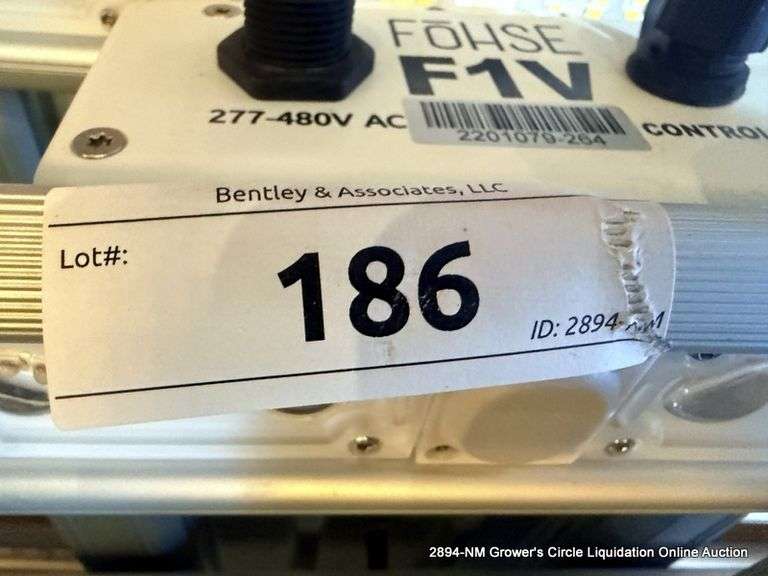 FŌHSE
F1V
277-480V AC
CONTROL
2201079-264
Bentley & Associates, LLC
Lot#:
186
ID: 2894-NM
2894-NM Grower's Circle Liquidation Online Auction